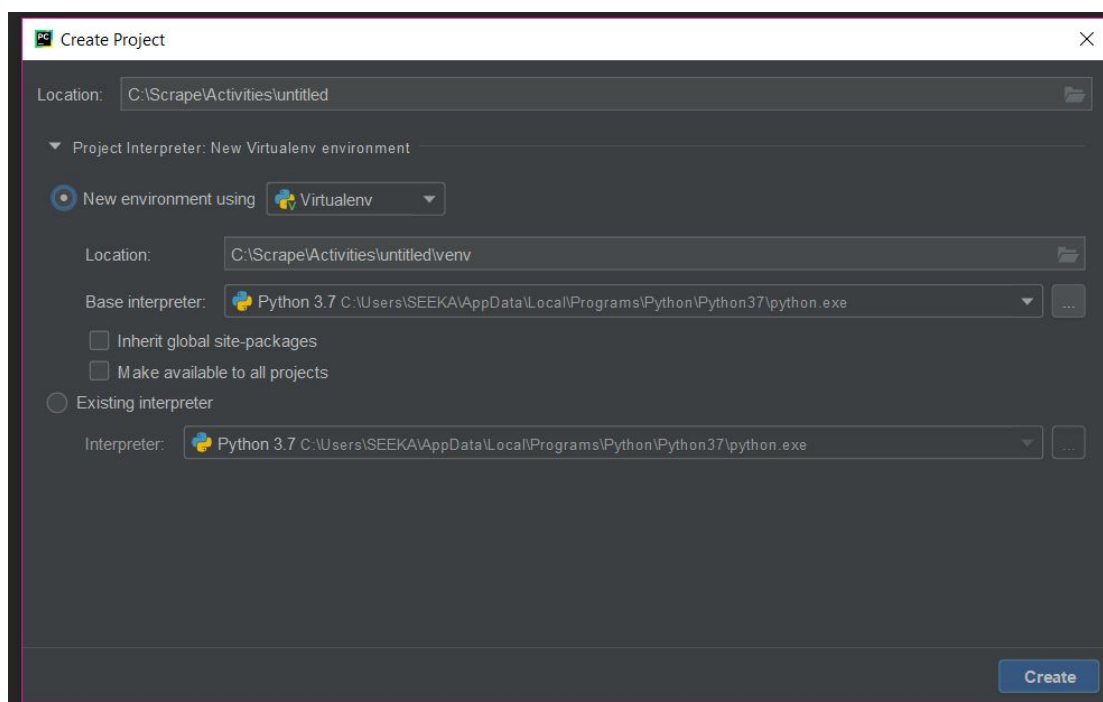 PC Create Project
Location: C:\Scrape\Activities\untitled
Project Interpreter: New Virtualenv environment
New environment using Virtualenv
Location: C:\Scrape\Activities\untitled\venv
Base interpreter: Python 3.7 C:\Users\SEEKA\AppData\Local\Programs\Python\Python37\python.exe ...
Inherit global site-packages
Make available to all projects
Existing interpreter
Interpreter: Python 3.7 C:\Users\SEEKA\AppData\Local\Programs\Python\Python37\python.exe ...
Create